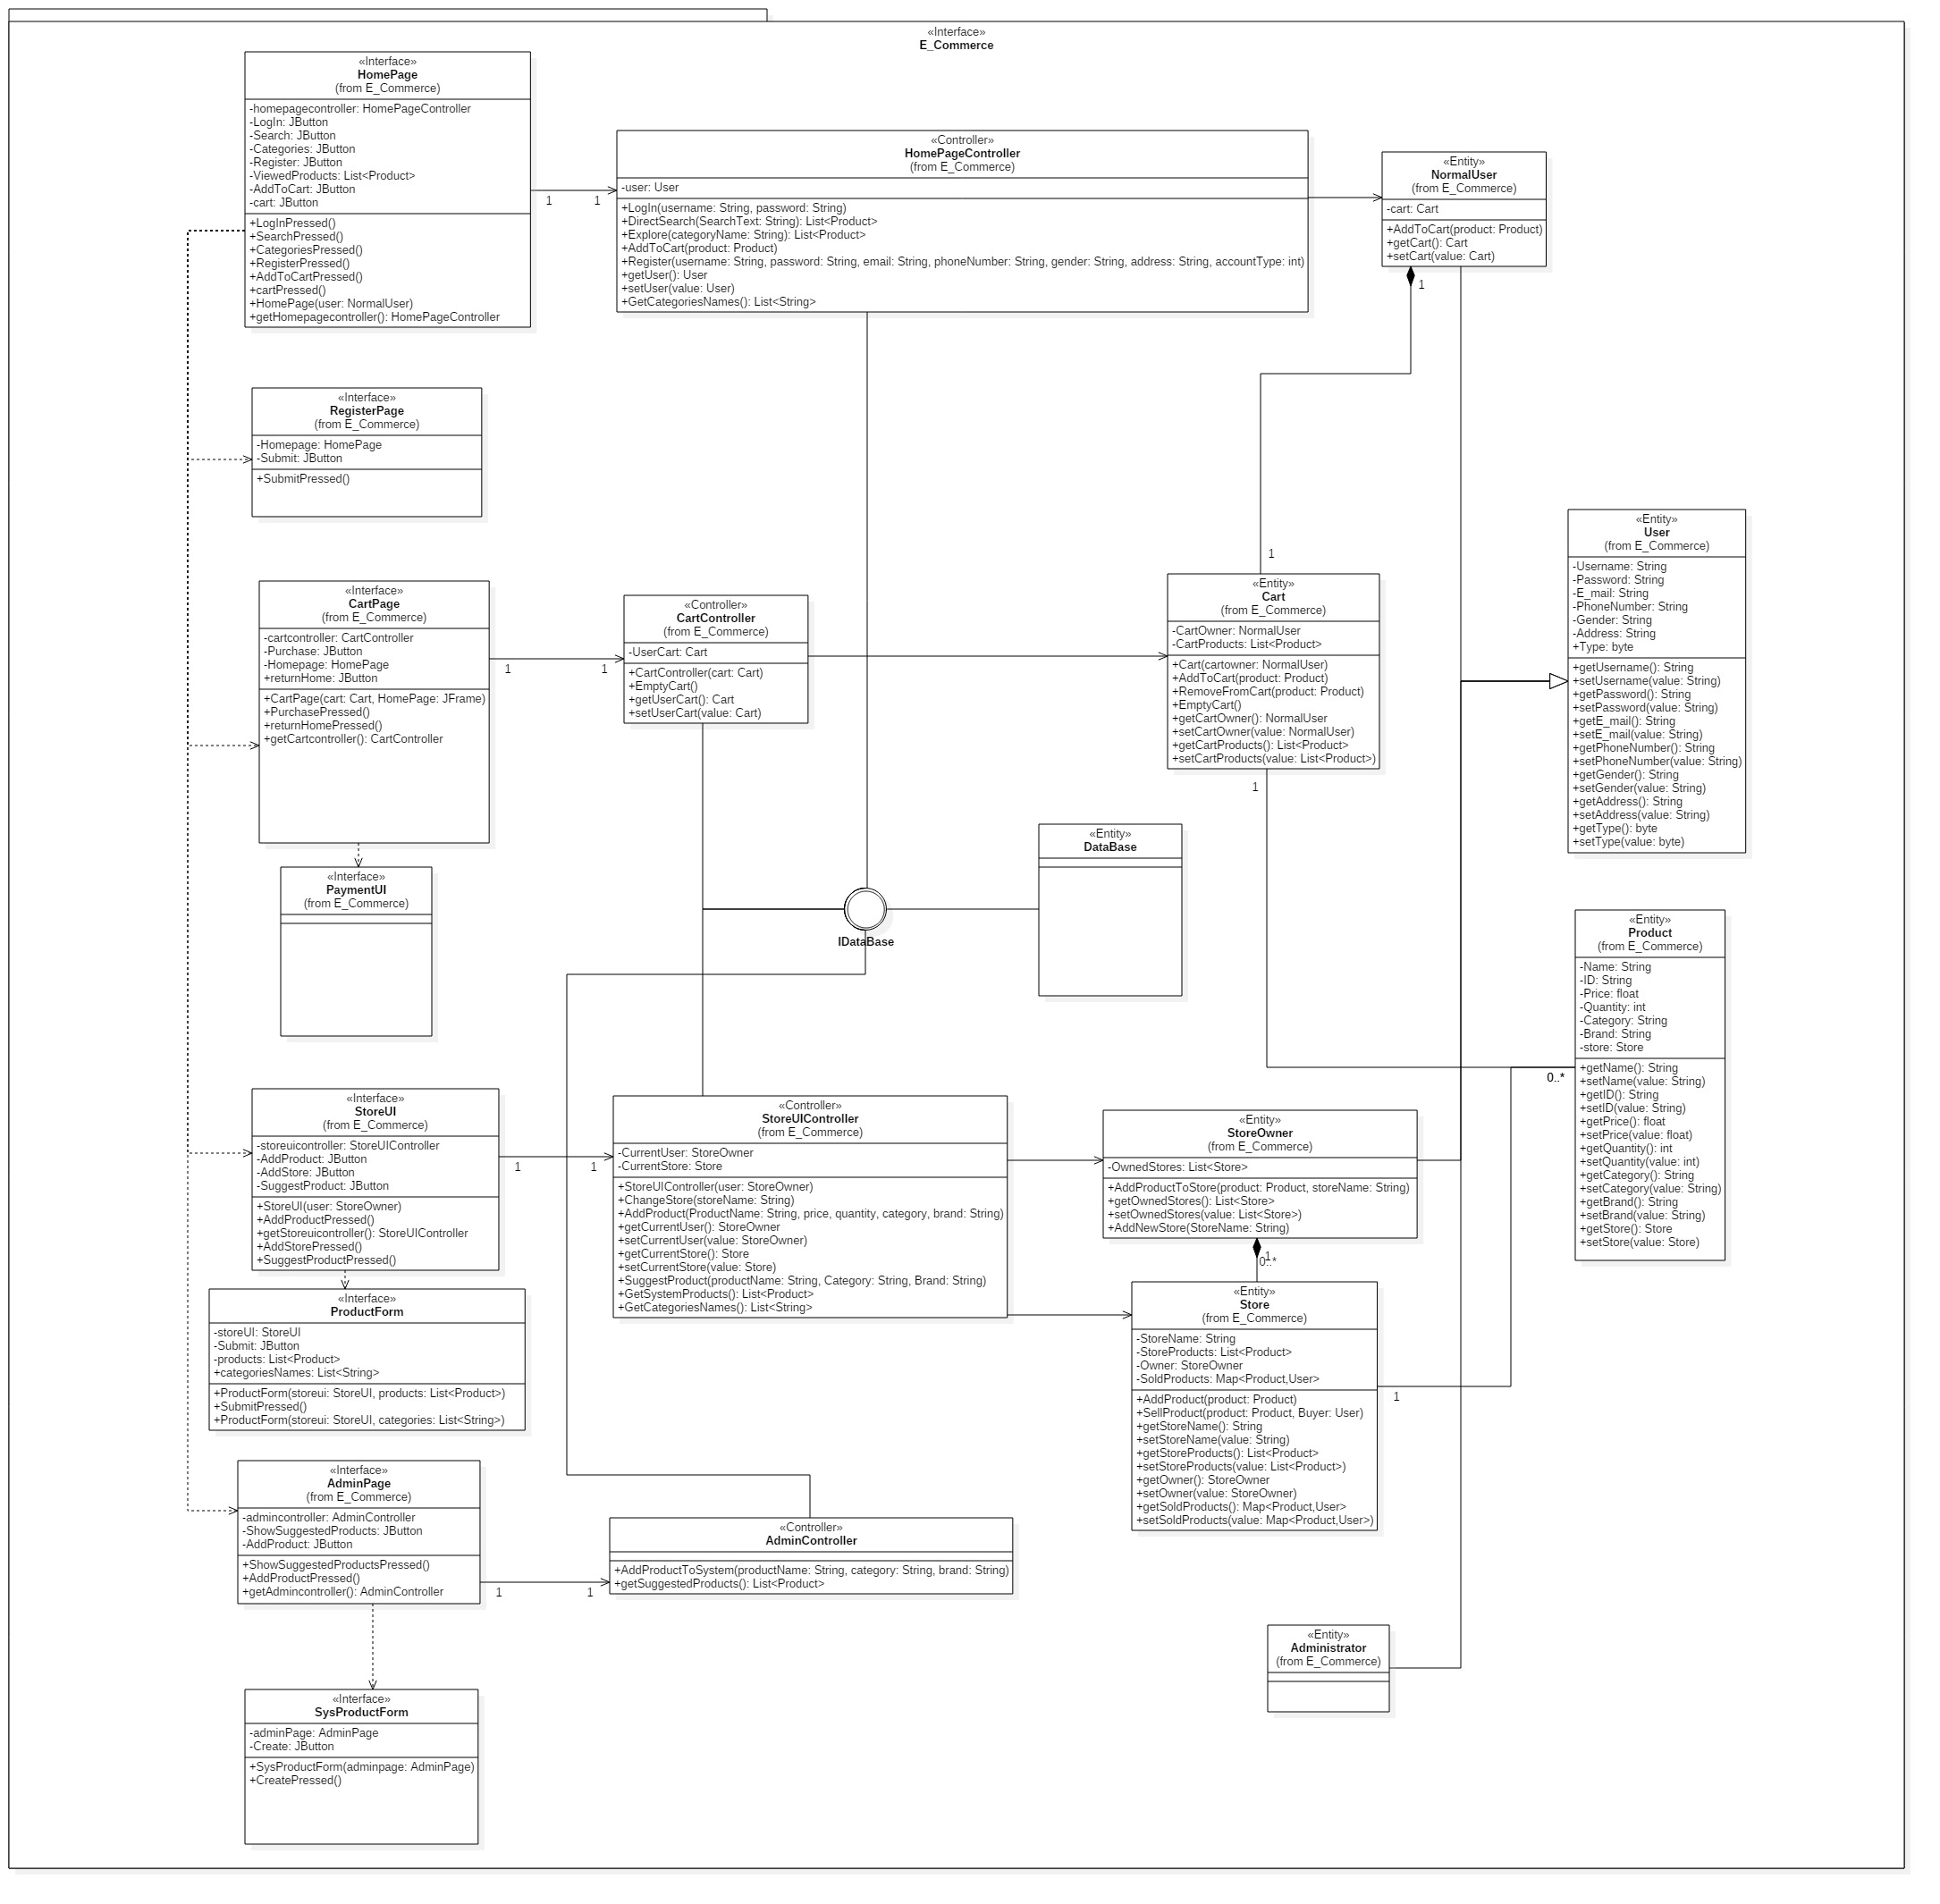 «Interface»
E_Commerce
«Interface»
HomePage
(from E_Commerce)
-homepagecontroller: HomePageController
-LogIn: JButton
-Search: JButton
-Categories: JButton
-Register: JButton
-ViewedProducts: List<Product>
-AddToCart: JButton
-cart: JButton
+LogInPressed()
+SearchPressed()
+CategoriesPressed()
+RegisterPressed()
+AddToCartPressed()
+cartPressed()
+HomePage(user: NormalUser)
+getHomepagecontroller(): HomePageController
1
1
«Controller»
HomePageController
(from E_Commerce)
-user: User
+LogIn(username: String, password: String)
+DirectSearch(SearchText: String): List<Product>
+Explore(categoryName: String): List<Product>
+AddToCart(product: Product)
+Register(username: String, password: String, email: String, phoneNumber: String, gender: String, address: String, accountType: int)
+getUser(): User
+setUser(value: User)
+GetCategoriesNames(): List<String>
«Entity»
NormalUser
(from E_Commerce)
-cart: Cart
+AddToCart(product: Product)
+getCart(): Cart
+setCart(value: Cart)
1
1
«Interface»
RegisterPage
(from E_Commerce)
-Homepage: HomePage
-Submit: JButton
+SubmitPressed()
«Interface»
CartPage
(from E_Commerce)
-cartcontroller: CartController
-Purchase: JButton
-Homepage: HomePage
+returnHome: JButton
+CartPage(cart: Cart, HomePage: JFrame)
+PurchasePressed()
+returnHomePressed()
+getCartcontroller(): CartController
1
1
«Controller»
CartController
(from E_Commerce)
-UserCart: Cart
+CartController(cart: Cart)
+EmptyCart()
+getUserCart(): Cart
+setUserCart(value: Cart)
«Entity»
Cart
(from E_Commerce)
-CartOwner: NormalUser
-CartProducts: List<Product>
+Cart(cartowner: NormalUser)
+AddToCart(product: Product)
+RemoveFromCart(product: Product)
+EmptyCart()
+getCartOwner(): NormalUser
+setCartOwner(value: NormalUser)
+getCartProducts(): List<Product>
+setCartProducts(value: List<Product>)
1
«Entity»
User
(from E_Commerce)
-Username: String
-Password: String
-E_mail: String
-PhoneNumber: String
-Gender: String
-Address: String
+Type: byte
+getUsername(): String
+setUsername(value: String)
+getPassword(): String
+setPassword(value: String)
+getE_mail(): String
+setE_mail(value: String)
+getPhoneNumber(): String
+setPhoneNumber(value: String)
+getGender(): String
+setGender(value: String)
+getAddress(): String
+setAddress(value: String)
+getType(): byte
+setType(value: byte)
«Interface»
PaymentUI
(from E_Commerce)
IDataBase
«Entity»
DataBase
«Entity»
Product
(from E_Commerce)
-Name: String
-ID: String
-Price: float
-Quantity: int
-Category: String
-Brand: String
-store: Store
+getName(): String
+setName(value: String)
+getID(): String
+setID(value: String)
+getPrice(): float
+setPrice(value: float)
+getQuantity(): int
+setQuantity(value: int)
+getCategory(): String
+setCategory(value: String)
+getBrand(): String
+setBrand(value: String)
+getStore(): Store
+setStore(value: Store)
0..*
«Interface»
StoreUI
(from E_Commerce)
-storeuicontroller: StoreUIController
-AddProduct: JButton
-AddStore: JButton
-SuggestProduct: JButton
+StoreUI(user: StoreOwner)
+AddProductPressed()
+getStoreuicontroller(): StoreUIController
+AddStorePressed()
+SuggestProductPressed()
1
1
«Controller»
StoreUIController
(from E_Commerce)
-CurrentUser: StoreOwner
-CurrentStore: Store
+StoreUIController(user: StoreOwner)
+ChangeStore(storeName: String)
+AddProduct(ProductName: String, price, quantity, category, brand: String)
+getCurrentUser(): StoreOwner
+setCurrentUser(value: StoreOwner)
+getCurrentStore(): Store
+setCurrentStore(value: Store)
+SuggestProduct(productName: String, Category: String, Brand: String)
+GetSystemProducts(): List<Product>
+GetCategoriesNames(): List<String>
«Entity»
StoreOwner
(from E_Commerce)
-OwnedStores: List<Store>
+AddProductToStore(product: Product, storeName: String)
+getOwnedStores(): List<Store>
+setOwnedStores(value: List<Store>)
+AddNewStore(StoreName: String)
1
0..*
«Entity»
Store
(from E_Commerce)
-StoreName: String
-StoreProducts: List<Product>
-Owner: StoreOwner
-SoldProducts: Map<Product,User>
+AddProduct(product: Product)
+SellProduct(product: Product, Buyer: User)
+getStoreName(): String
+setStoreName(value: String)
+getStoreProducts(): List<Product>
+setStoreProducts(value: List<Product>)
+getOwner(): StoreOwner
+setOwner(value: StoreOwner)
+getSoldProducts(): Map<Product,User>
+setSoldProducts(value: Map<Product,User>)
1
«Interface»
ProductForm
-storeUI: StoreUI
-Submit: JButton
-products: List<Product>
+categoriesNames: List<String>
+ProductForm(storeui: StoreUI, products: List<Product>)
+SubmitPressed()
+ProductForm(storeui: StoreUI, categories: List<String>)
«Interface»
AdminPage
(from E_Commerce)
-admincontroller: AdminController
-ShowSuggestedProducts: JButton
-AddProduct: JButton
+ShowSuggestedProductsPressed()
+AddProductPressed()
+getAdmincontroller(): AdminController
1
1
«Controller»
AdminController
+AddProductToSystem(productName: String, category: String, brand: String)
+getSuggestedProducts(): List<Product>
«Entity»
Administrator
(from E_Commerce)
«Interface»
SysProductForm
-adminPage: AdminPage
-Create: JButton
+SysProductForm(adminpage: AdminPage)
+CreatePressed()